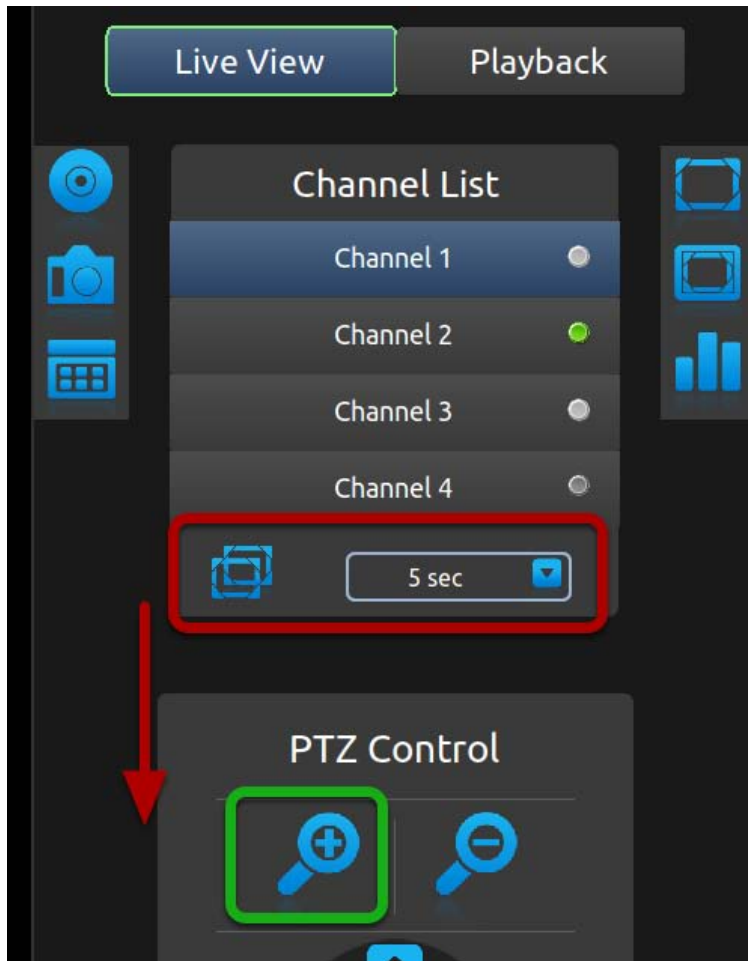 Live View
Playback
Channel List
Channel 1
Channel 2
Channel 3
Channel 4
5 sec
PTZ Control